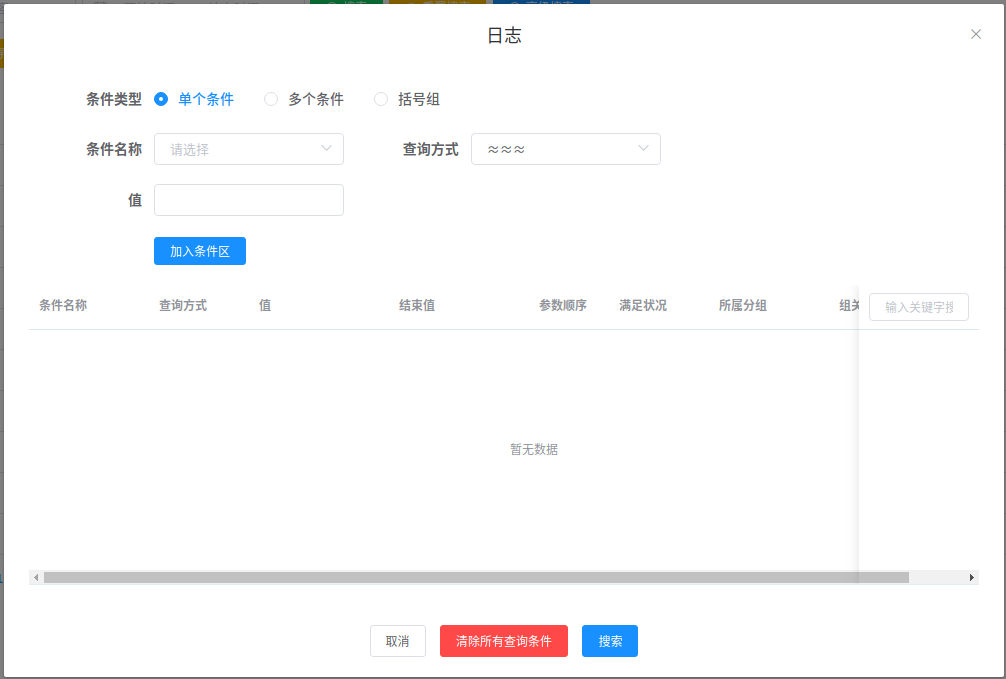 日志
条件类型 单个条件 多个条件 括号组
条件名称 请选择 查询方式 ≈≈≈
值
加入条件区
条件名称 查询方式 值 结束值 参数顺序 满足状况 所属分组 组关 输入关键字搜
暂无数据
取消 清除所有查询条件 搜索